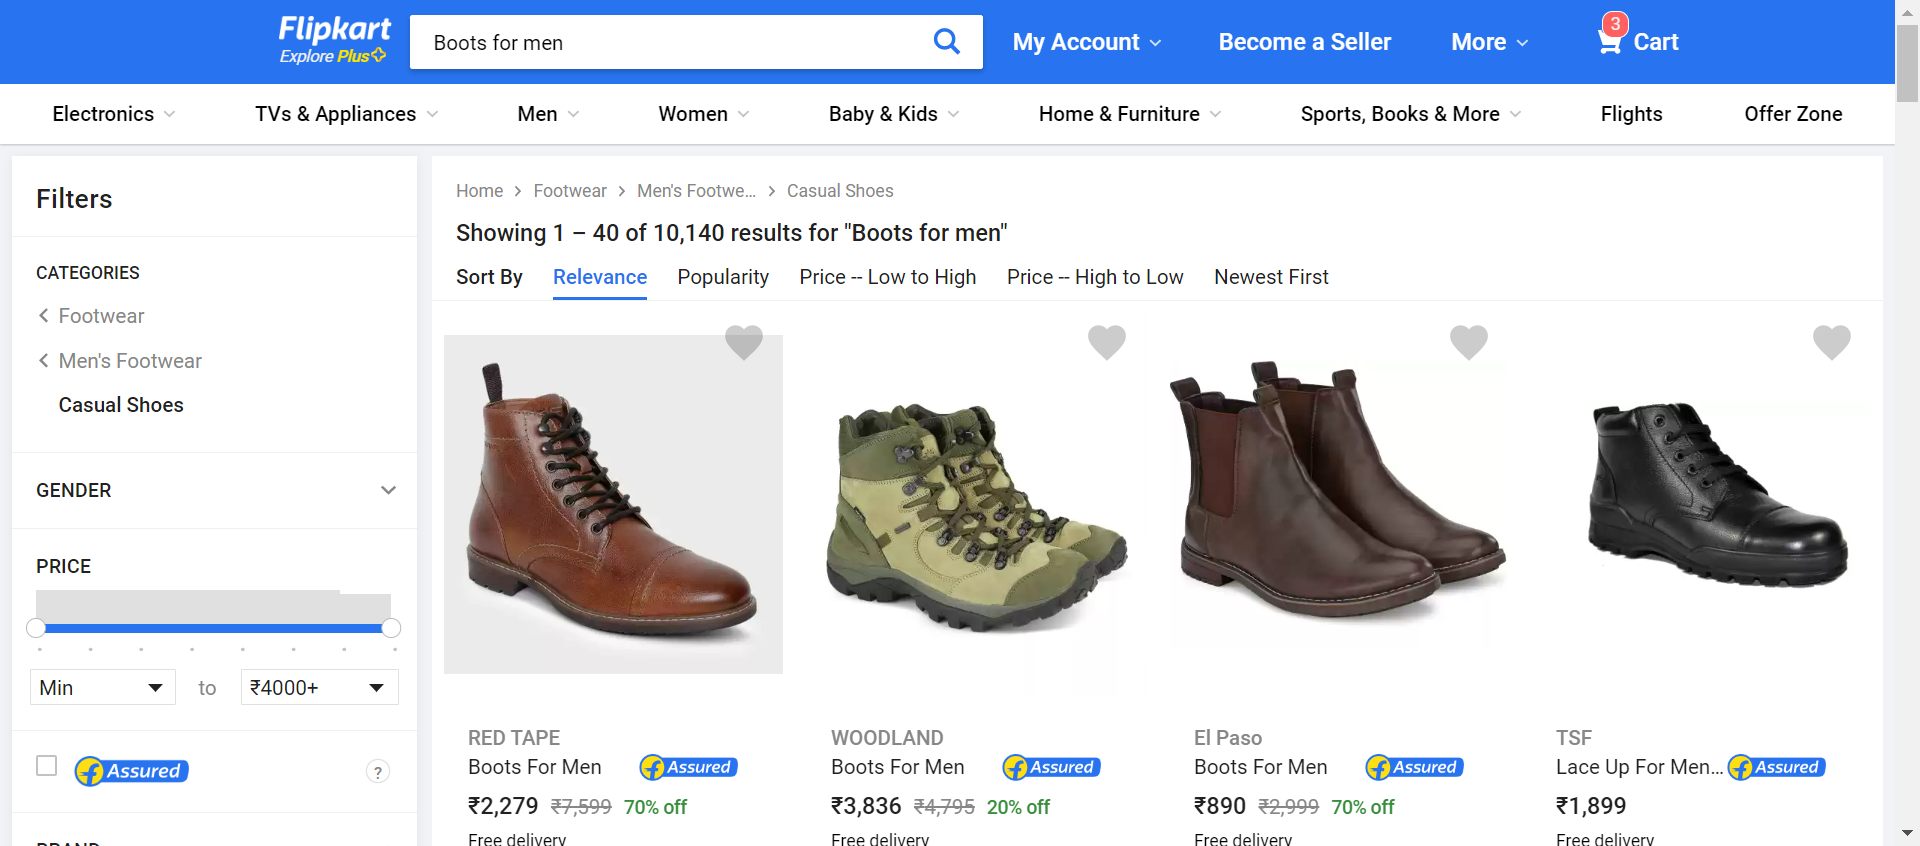 Flipkart
Explore Plus
Boots for men
My Account
Become a Seller
More
3
Cart
Electronics
TVs & Appliances
Men
Women
Baby & Kids
Home & Furniture
Sports, Books & More
Flights
Offer Zone
Filters
CATEGORIES
Footwear
Men's Footwear
Casual Shoes
GENDER
PRICE
Min to ₹4000+
Assured
?
BRAND
Home Footwear Men's Footwe... Casual Shoes
Showing 1 – 40 of 10,140 results for "Boots for men"
Sort By Relevance Popularity Price -- Low to High Price -- High to Low Newest First
RED TAPE
Boots For Men Assured
₹2,279 ₹7,599 70% off
Free delivery
WOODLAND
Boots For Men Assured
₹3,836 ₹4,795 20% off
Free delivery
El Paso
Boots For Men Assured
₹890 ₹2,999 70% off
Free delivery
TSF
Lace Up For Men... Assured
₹1,899
Free delivery